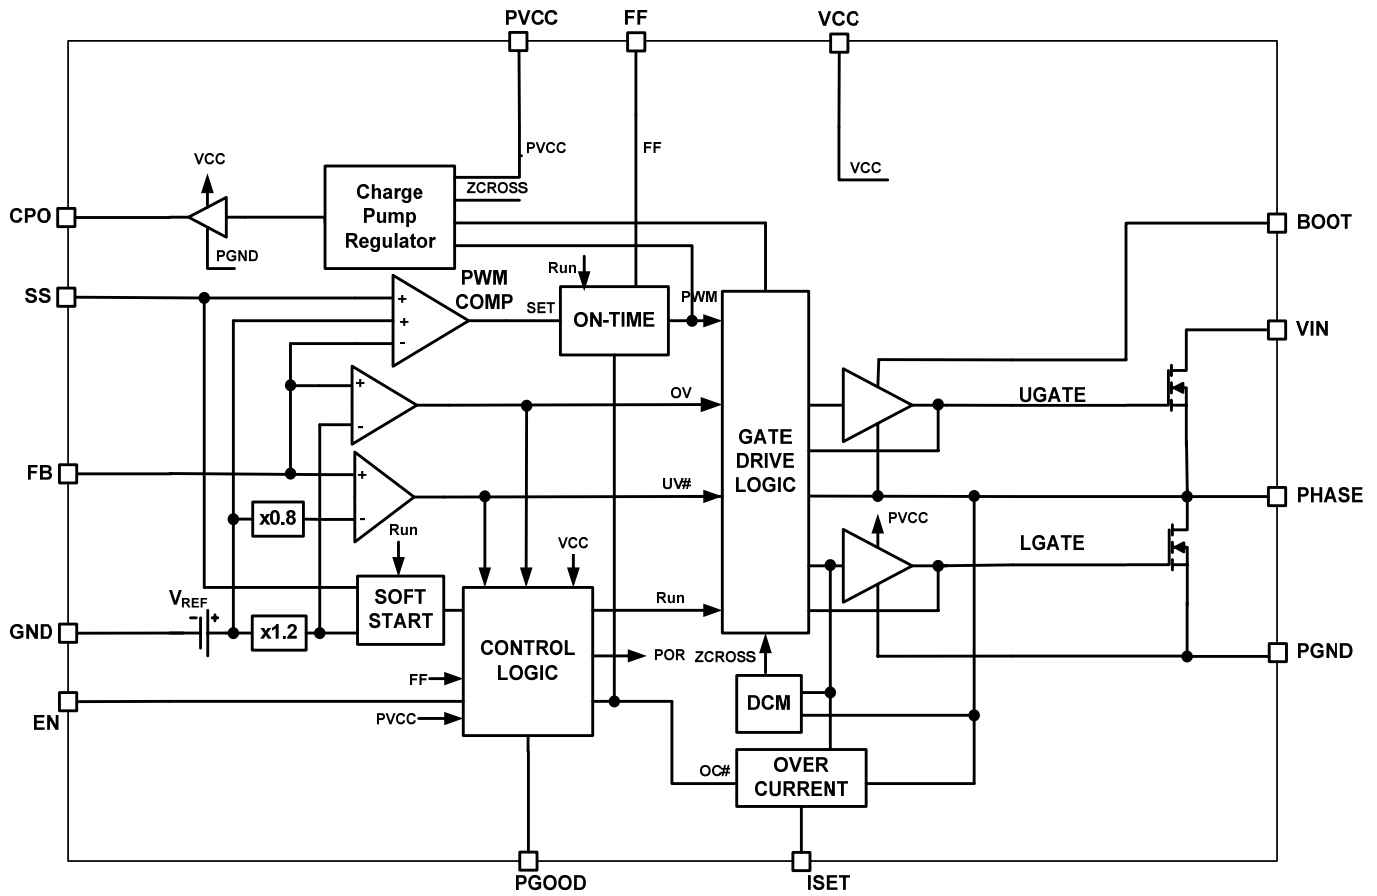 PVCC
FF
VCC
PVCC
FF
VCC
VCC
ZCROSS
Charge
Pump
Regulator
CPO
BOOT
PGND
Run
PWM
COMP
SS
SET
PWM
+
+
-
ON-TIME
VIN
+
-
OV
UGATE
GATE
DRIVE
LOGIC
FB
+
-
UV#
PHASE
x0.8
Run
PVCC
VCC
LGATE
SOFT
START
VREF
- +
Run
GND
x1.2
CONTROL
LOGIC
POR
ZCROSS
PGND
FF
EN
DCM
PVCC
OC#
OVER
CURRENT
PGOOD
ISET